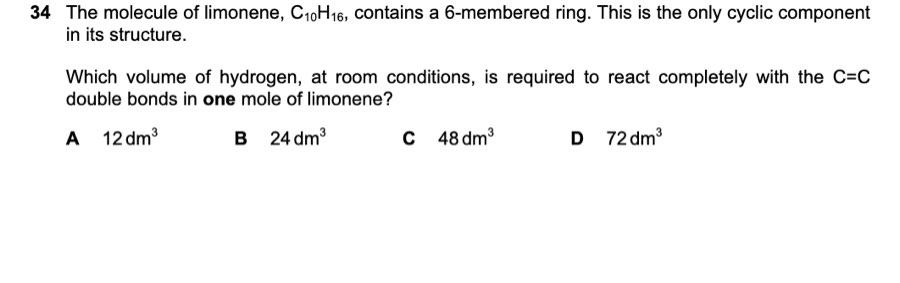 34 The molecule of limonene, C₁₀H₁₆, contains a 6-membered ring. This is the only cyclic component
in its structure.
Which volume of hydrogen, at room conditions, is required to react completely with the C=C
double bonds in one mole of limonene?
A 12 dm³ B 24 dm³ C 48 dm³ D 72 dm³